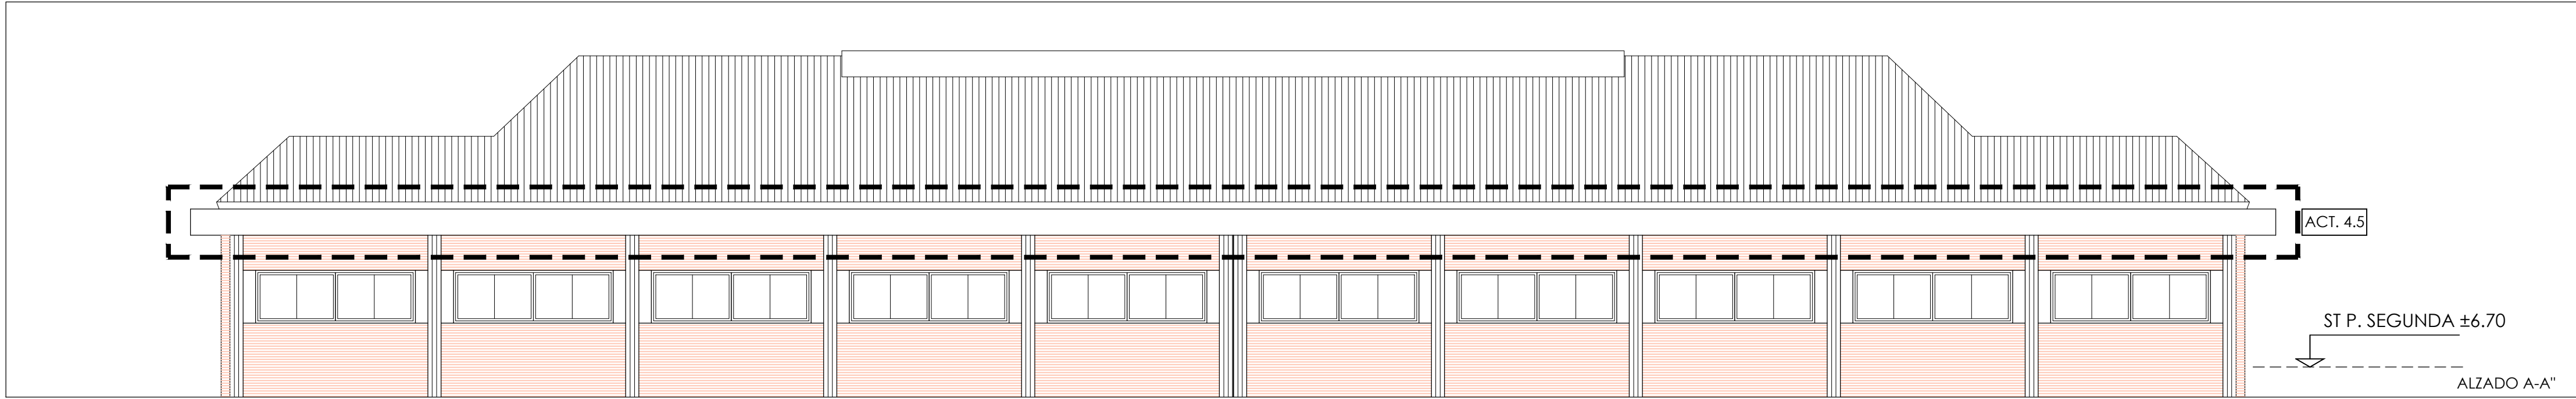 ACT. 4.5
ST P. SEGUNDA ±6.70
ALZADO A-A"